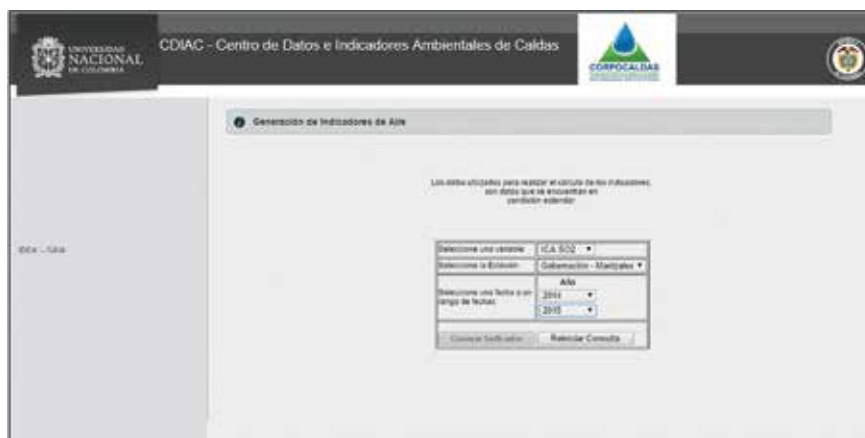 UNIVERSIDAD
NACIONAL
DE COLOMBIA
CDIAC - Centro de Datos e Indicadores Ambientales de Caldas
CORPOCALDAS
Generación de Indicadores de Aire
Los datos utilizados para realizar el cálculo de los indicadores,
son datos que se encuentran en
condición estándar
Seleccione una variable:
ICA SO2
Seleccione la Estación:
Gobernación - Manizales
Seleccione una fecha o un
rango de fechas:
Año
2014
2015
Generar Indicador
Reiniciar Consulta